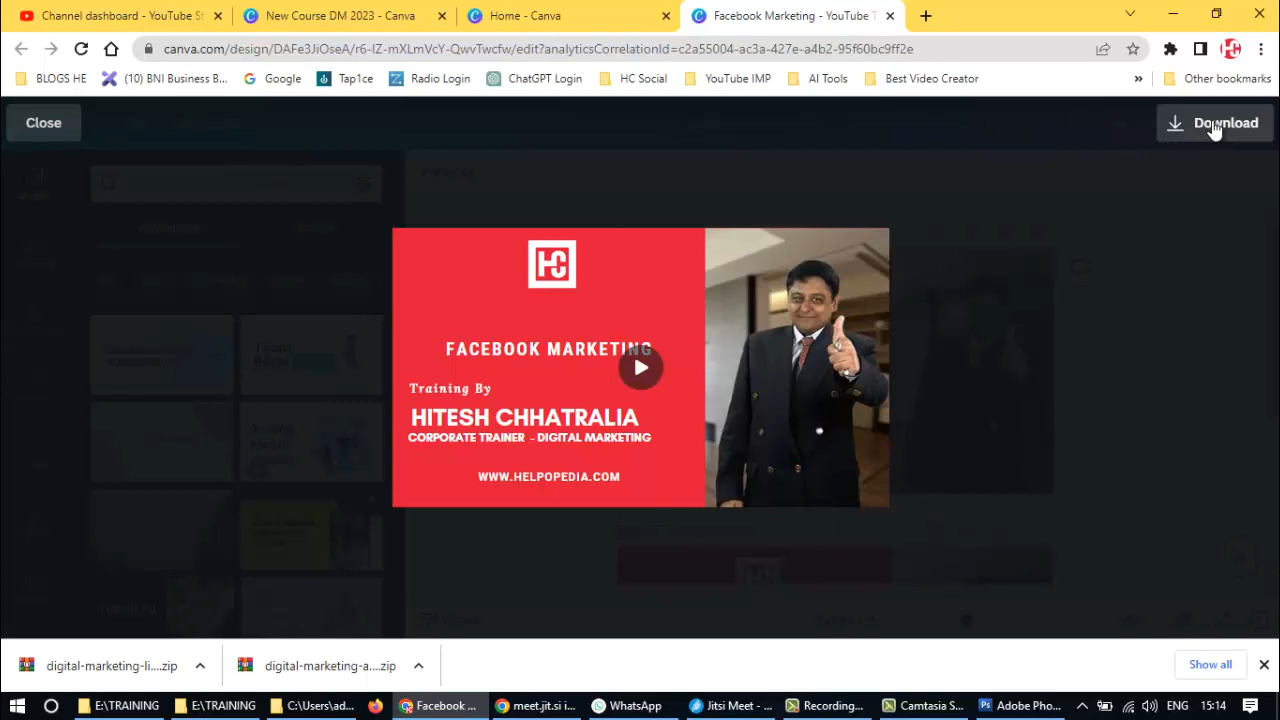 Channel dashboard - YouTube St
New Course DM 2023 - Canva
Home - Canva
Facebook Marketing - YouTube T
canva.com/design/DAFe3JiOseA/r6-IZ-mXLmVcY-QwvTwcfw/edit?analyticsCorrelationId=c2a55004-ac3a-427e-a4b2-95f60bc9ff2e
BLOGS HE
(10) BNI Business B...
Google
Tap1ce
Radio Login
ChatGPT Login
HC Social
YouTube IMP
AI Tools
Best Video Creator
»
Other bookmarks
Close
Download
HC
FACEBOOK MARKETING
Training By
HITESH CHHATRALIA
CORPORATE TRAINER - DIGITAL MARKETING
WWW.HELPOPEDIA.COM
digital-marketing-li....zip
digital-marketing-a....zip
Show all
E\TRAINING
E\TRAINING
C:\Users\ad...
Facebook ...
meet.jit.si i...
WhatsApp
Jitsi Meet - ...
Recording...
Camtasia S...
Adobe Pho...
ENG
15:14